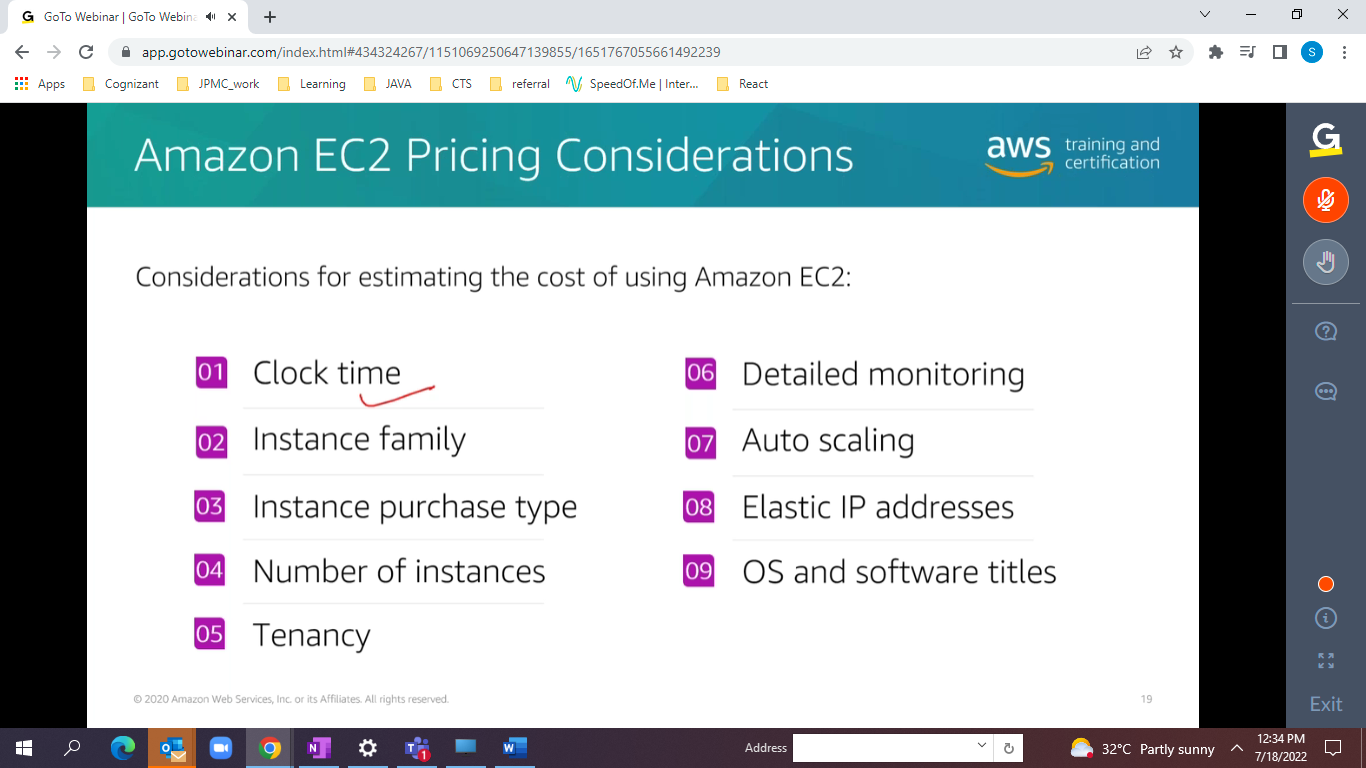 GoTo Webinar | GoTo Webina
app.gotowebinar.com/index.html#434324267/1151069250647139855/1651767055661492239
S
Apps
Cognizant
JPMC_work
Learning
JAVA
CTS
referral
SpeedOf.Me | Inter...
React
Amazon EC2 Pricing Considerations
aws training and certification
Considerations for estimating the cost of using Amazon EC2:
01 Clock time
02 Instance family
03 Instance purchase type
04 Number of instances
05 Tenancy
06 Detailed monitoring
07 Auto scaling
08 Elastic IP addresses
09 OS and software titles
© 2020 Amazon Web Services, Inc. or its Affiliates. All rights reserved.
19
Exit
Address
32°C Partly sunny
12:34 PM
7/18/2022